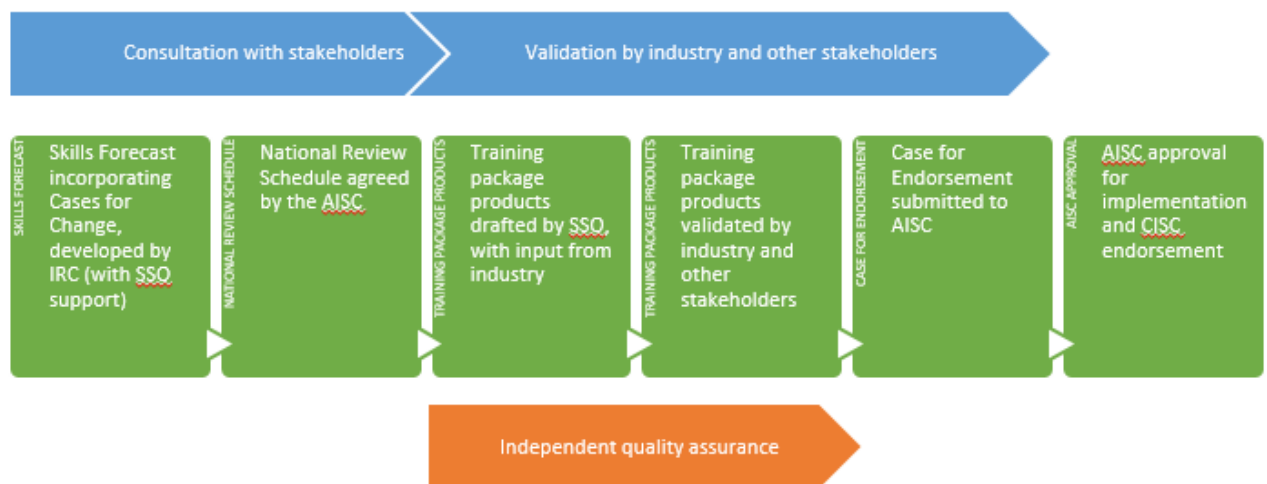 Consultation with stakeholders
Validation by industry and other stakeholders
SKILLS FORECAST
Skills Forecast
incorporating
Cases for
Change,
developed by
IRC (with SSO
support)
NATIONAL REVIEW SCHEDULE
National Review
Schedule agreed
by the AISC
TRAINING PACKAGE PRODUCTS
Training
package
products
drafted by SSO,
with input from
industry
TRAINING PACKAGE PRODUCTS
Training
package
products
validated by
industry and
other
stakeholders
CASE FOR ENDORSEMENT
Case for
Endorsement
submitted to
AISC
AISC APPROVAL
AISC approval
for
implementation
and CISC
endorsement
Independent quality assurance